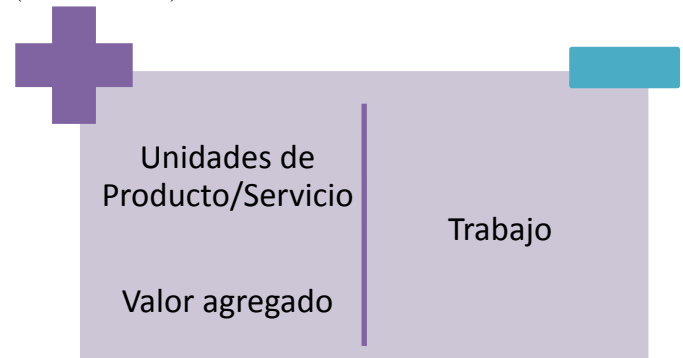 Unidades de
Producto/Servicio
Valor agregado
Trabajo